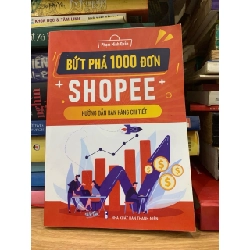 BỨT PHÁ 1000 ĐƠN
SHOPEE
HƯỚNG DẪN BÁN HÀNG CHI TIẾT